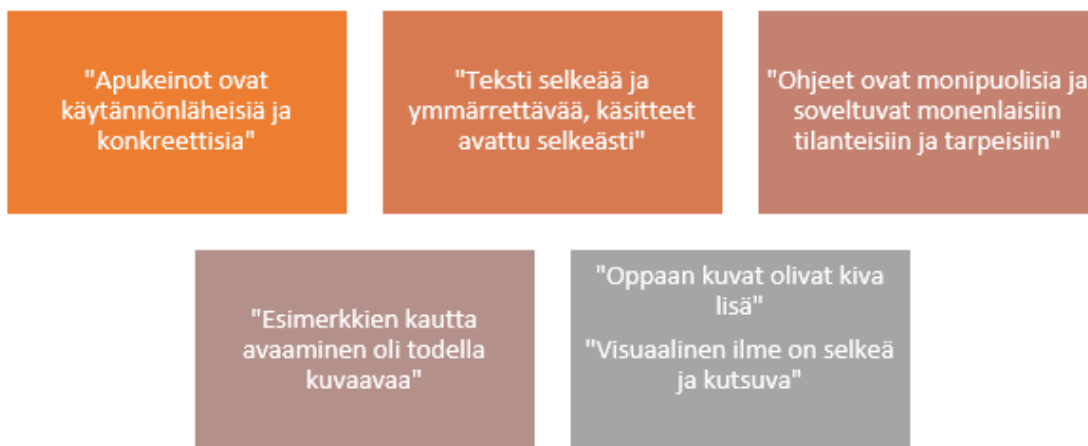 "Apukeinot ovat
käytännönläheisiä ja
konkreettisia"
"Teksti selkeää ja
ymmärrettävää, käsitteet
avattu selkeästi"
"Ohjeet ovat monipuolisia ja
soveltuvat monenlaisiin
tilanteisiin ja tarpeisiin"
"Esimerkkien kautta
avaaminen oli todella
kuvaavaa"
"Oppaan kuvat olivat kiva
lisä"
"Visuaalinen ilme on selkeä
ja kutsuva"